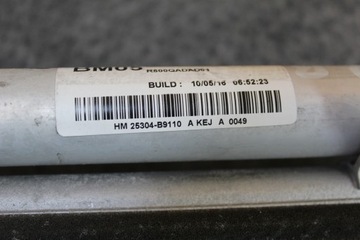 BUILD: 10/05/16 06:52:23
HM 25304-B9110 A KEJ A 0049